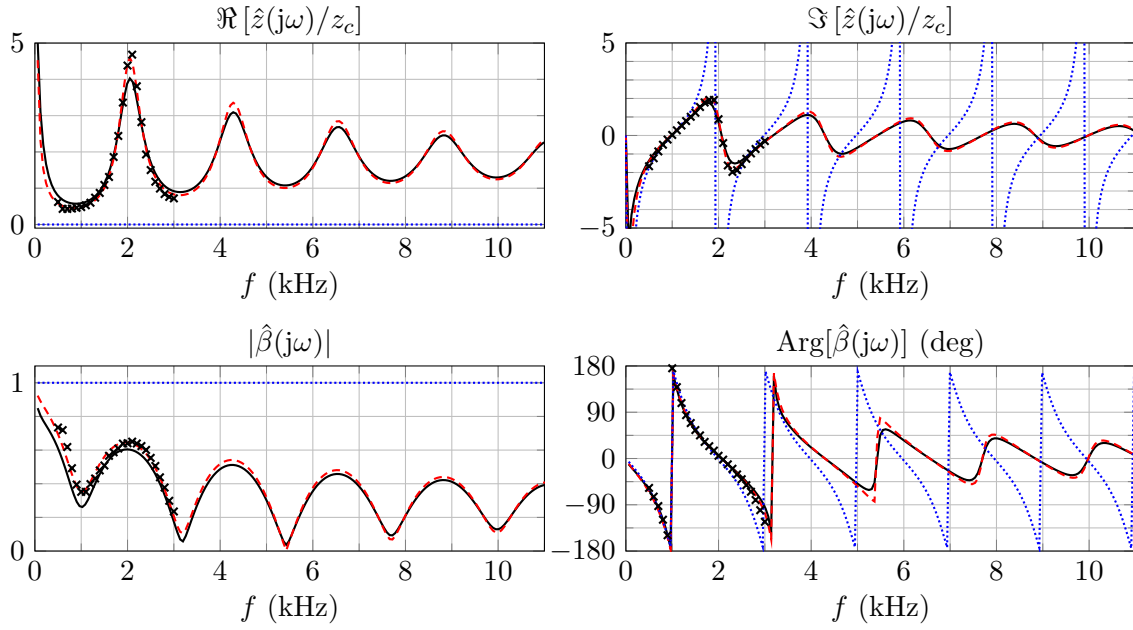 ℜ [ẑ(jω)/z_c]
ℑ [ẑ(jω)/z_c]
5
0
0 2 4 6 8 10
f (kHz)
5
0
−5
0 2 4 6 8 10
f (kHz)
|β̂(jω)|
Arg[β̂(jω)] (deg)
1
0
0 2 4 6 8 10
f (kHz)
180
90
0
−90
−180
0 2 4 6 8 10
f (kHz)